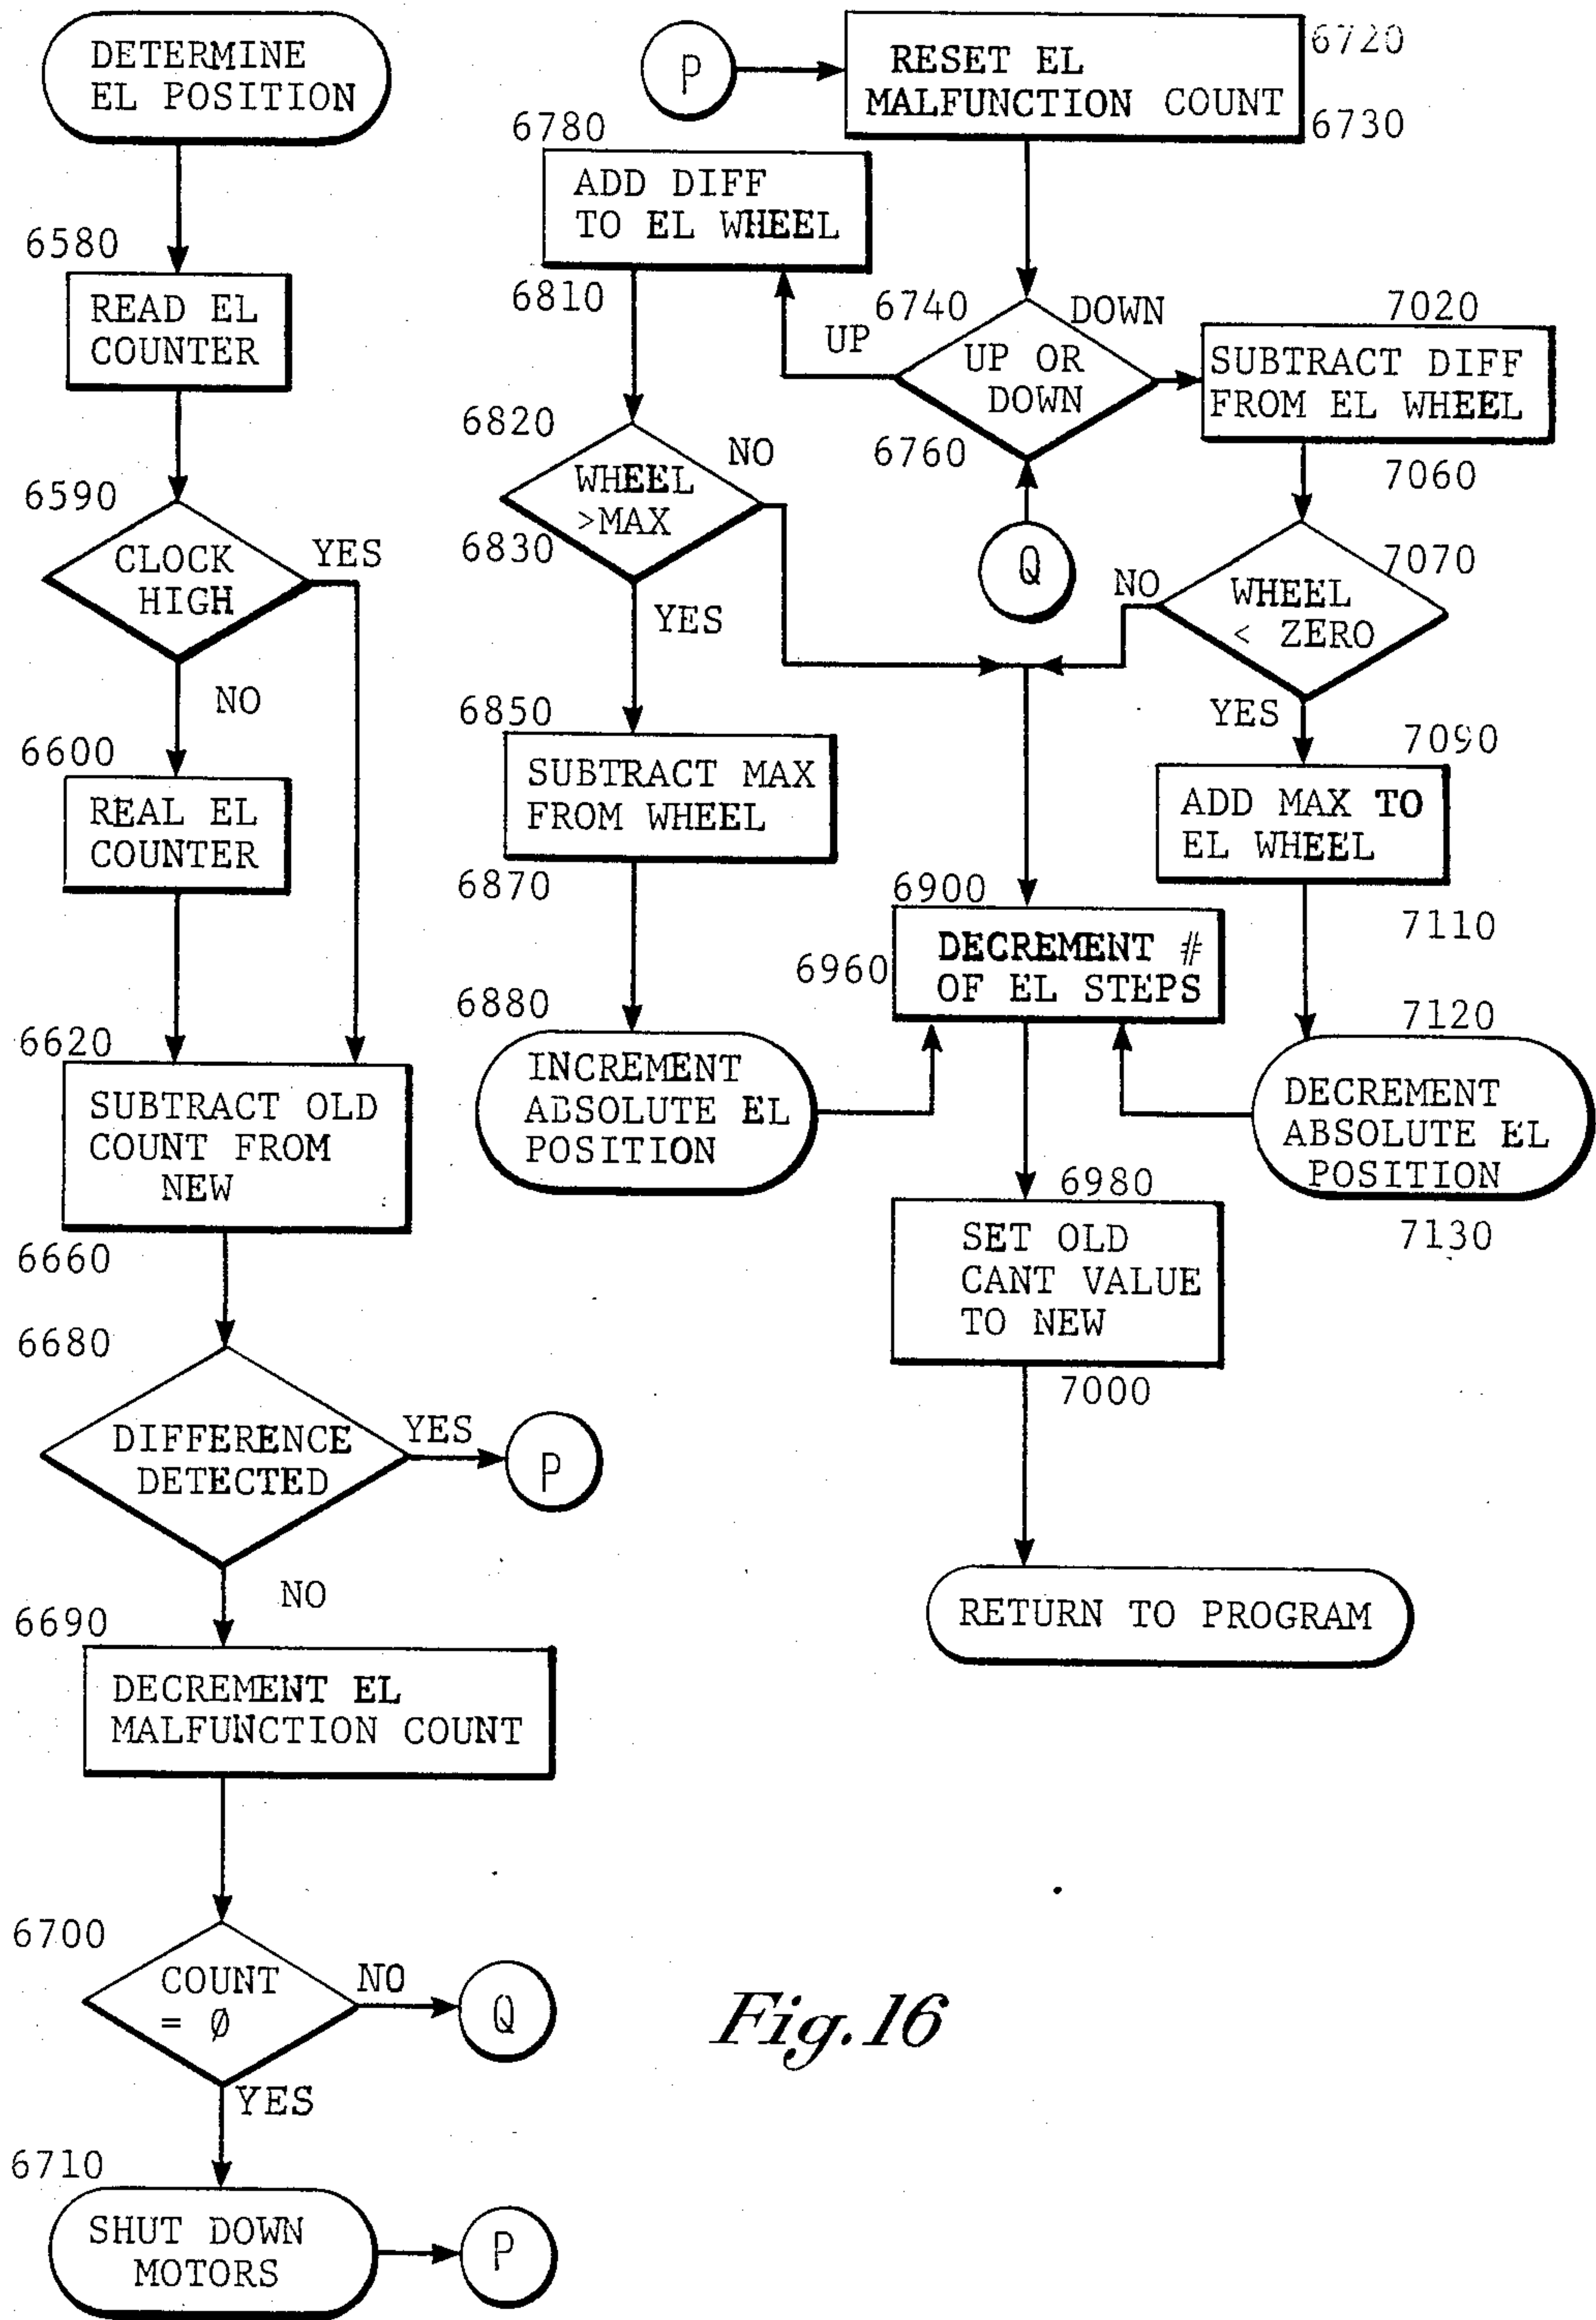 DETERMINE
EL POSITION
6580
READ EL
COUNTER
6590
CLOCK
HIGH
YES
NO
6600
REAL EL
COUNTER
6620
SUBTRACT OLD
COUNT FROM
NEW
6660
6680
DIFFERENCE
DETECTED
YES
P
NO
6690
DECREMENT EL
MALFUNCTION COUNT
6700
COUNT
= Ø
NO
Q
YES
6710
SHUT DOWN
MOTORS
P
P
RESET EL
MALFUNCTION COUNT
6720
6730
6780
ADD DIFF
TO EL WHEEL
6810
UP
6740
UP OR
DOWN
DOWN
6760
Q
7020
SUBTRACT DIFF
FROM EL WHEEL
7060
6820
WHEEL
>MAX
6830
NO
YES
7070
WHEEL
< ZERO
NO
YES
6850
SUBTRACT MAX
FROM WHEEL
6870
7090
ADD MAX TO
EL WHEEL
7110
6900
DECREMENT #
OF EL STEPS
6960
6880
INCREMENT
ABSOLUTE EL
POSITION
7120
DECREMENT
ABSOLUTE EL
POSITION
7130
6980
SET OLD
CANT VALUE
TO NEW
7000
RETURN TO PROGRAM
Fig.16